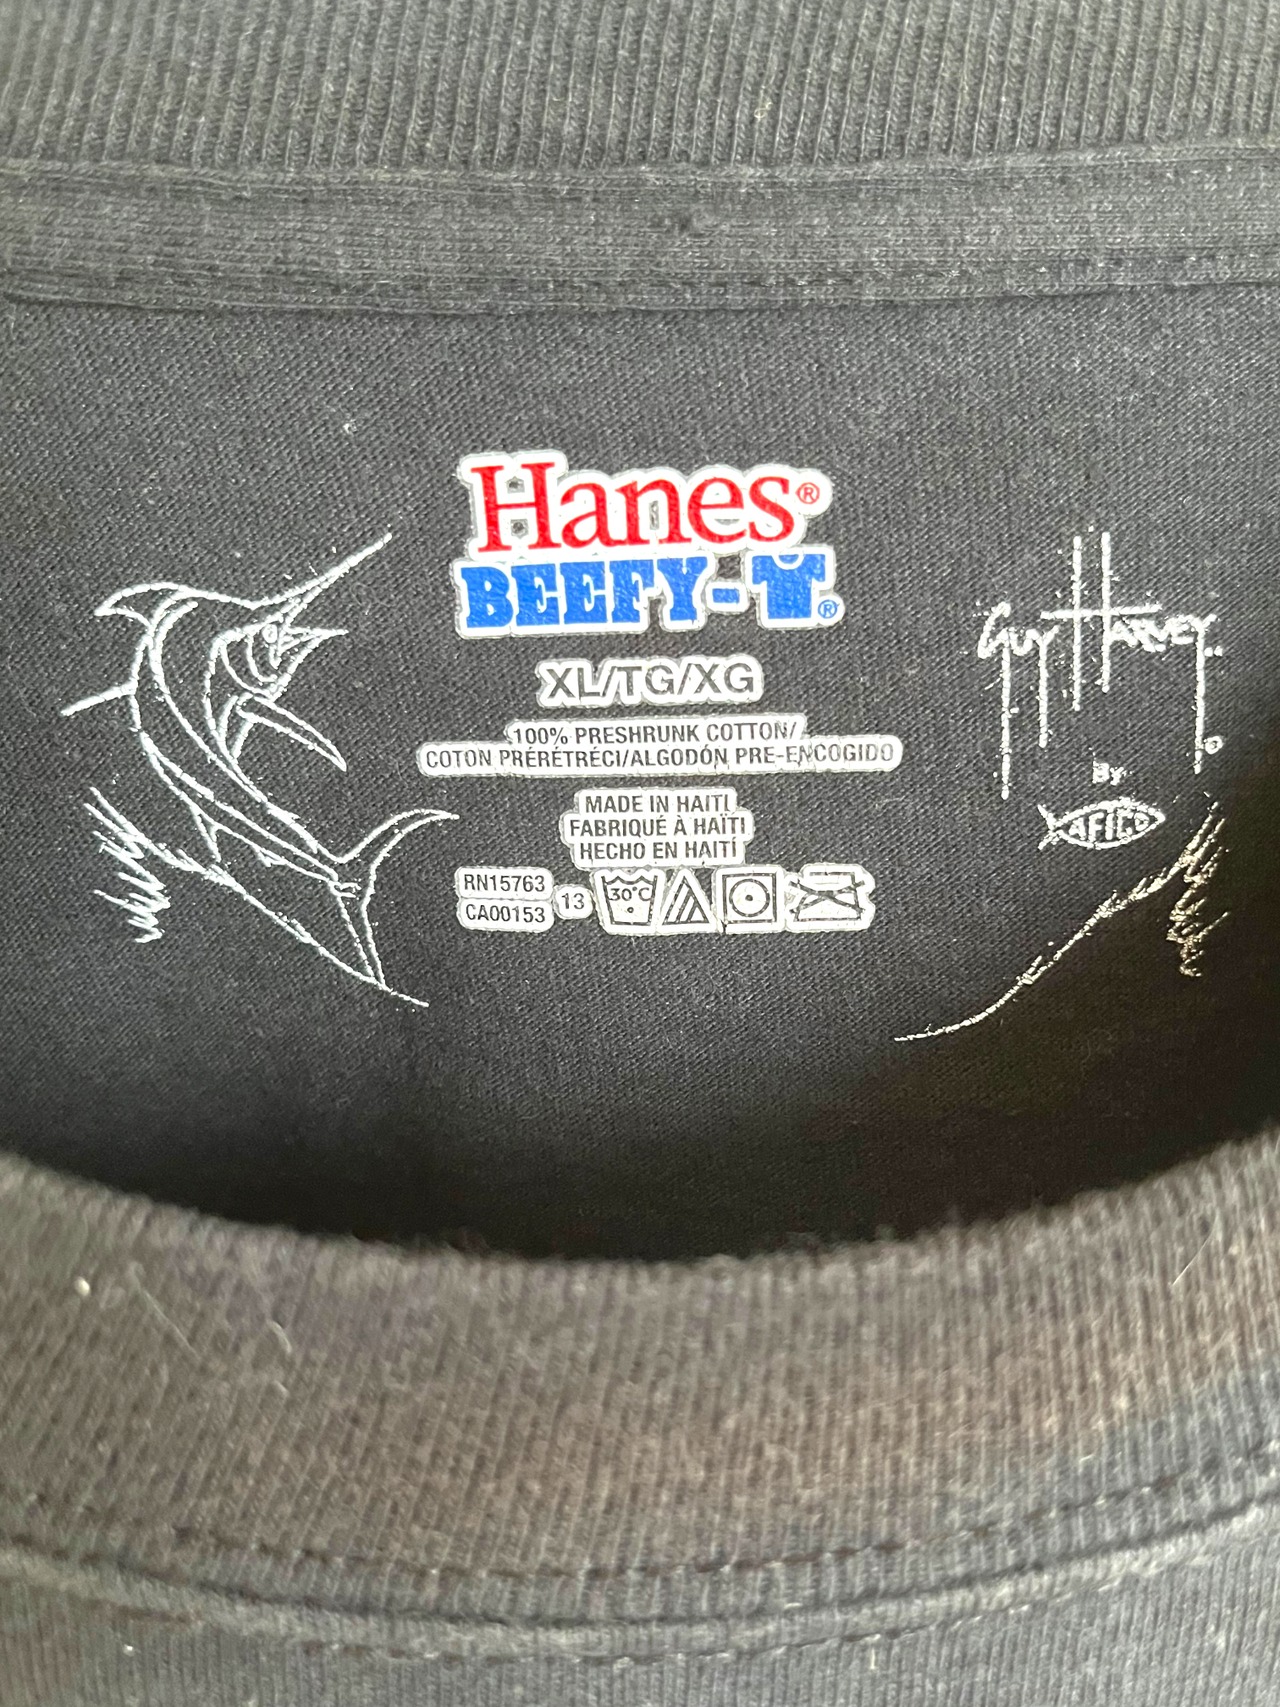 Hanes®
BEEFY-T®
XL/TG/XG
100% PRESHRUNK COTTON/
COTON PRÉRÉTRÉCI/ALGODÓN PRE-ENCOGIDO
MADE IN HAITI
FABRIQUÉ À HAÏTI
HECHO EN HAITÍ
RN15763
CA00153
13
30°C
GUY HARVEY
By
AFTCO